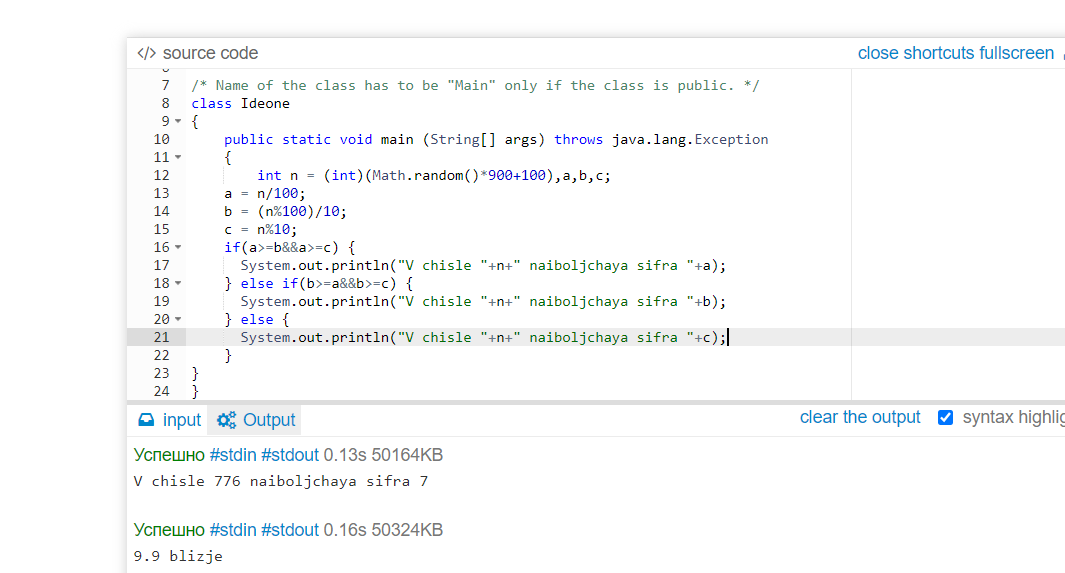 </> source code
close shortcuts fullscreen
7 /* Name of the class has to be "Main" only if the class is public. */
8 class Ideone
9 {
10 public static void main (String[] args) throws java.lang.Exception
11 {
12 int n = (int)(Math.random()*900+100),a,b,c;
13 a = n/100;
14 b = (n%100)/10;
15 c = n%10;
16 if(a>=b&&a>=c) {
17 System.out.println("V chisle "+n+" naiboljchaya sifra "+a);
18 } else if(b>=a&&b>=c) {
19 System.out.println("V chisle "+n+" naiboljchaya sifra "+b);
20 } else {
21 System.out.println("V chisle "+n+" naiboljchaya sifra "+c);
22 }
23 }
24 }
input Output
clear the output syntax highlig
Успешно #stdin #stdout 0.13s 50164KB
V chisle 776 naiboljchaya sifra 7
Успешно #stdin #stdout 0.16s 50324KB
9.9 blizje